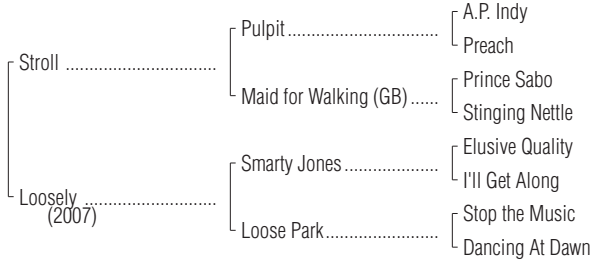 A.P. Indy
Pulpit
Preach
Stroll
Prince Sabo
Maid for Walking (GB)
Stinging Nettle
Elusive Quality
Smarty Jones
I'll Get Along
Loosely
(2007)
Stop the Music
Loose Park
Dancing At Dawn